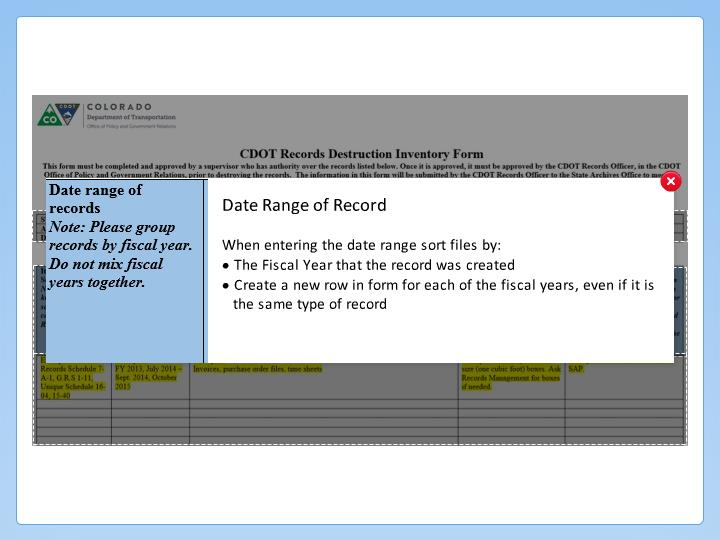 COLORADO
CDOT
CO
Department of Transportation
Office of Policy and Government Relations
CDOT Records Destruction Inventory Form
This form must be completed and approved by a supervisor who has authority over the records listed below. Once it is approved, it must be approved by the CDOT Records Officer, in the CDOT
Office of Policy and Government Relations, prior to destroying the records. The information in this form will be submitted by the CDOT Records Officer to the State Archives Office to
Date range of
records
Note: Please group
records by fiscal year.
Do not mix fiscal
years together.
Date Range of Record
When entering the date range sort files by:
• The Fiscal Year that the record was created
• Create a new row in form for each of the fiscal years, even if it is
the same type of record
Records Schedule 7-
A-1, G.R.S 1-11,
Unique Schedule 16-
04, 15-40
FY 2013, July 2014 –
Sept. 2014, October
2015
Invoices, purchase order files, time sheets
size (one cubic foot) boxes. Ask
Records Management for boxes
if needed.
SAP.